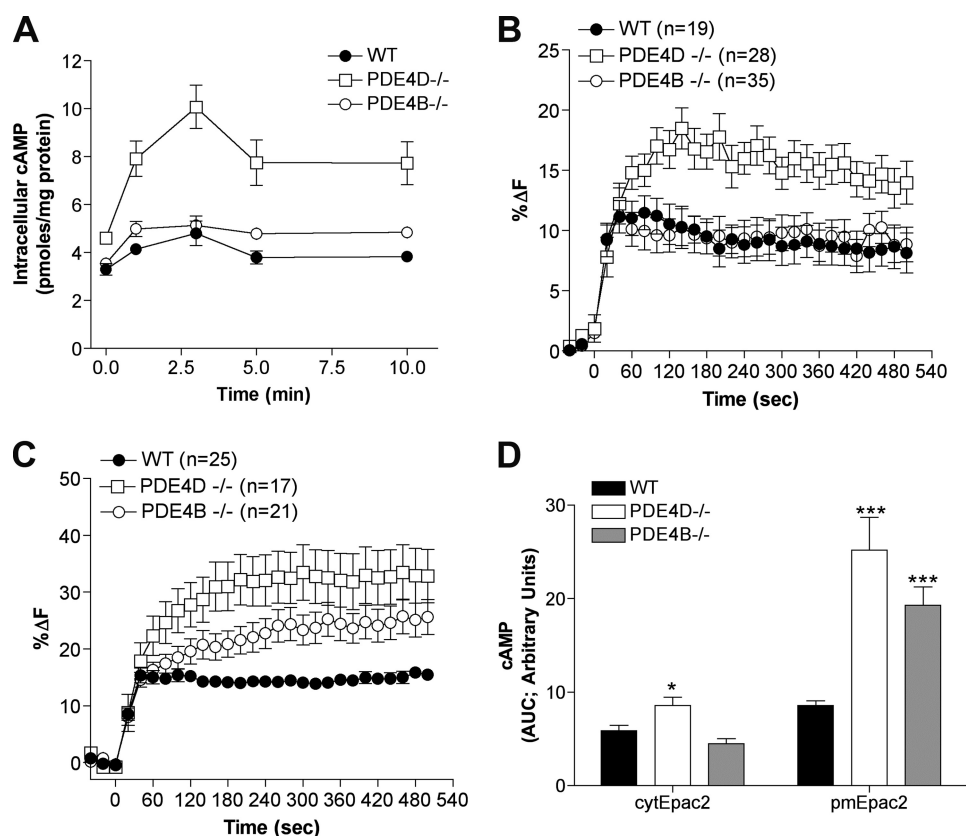 A
WT
PDE4D-/-
PDE4B-/-
Intracellular cAMP
(pmoles/mg protein)
12
10
8
6
4
2
0
0.0 2.5 5.0 7.5 10.0
Time (min)
B
WT (n=19)
PDE4D -/- (n=28)
PDE4B -/- (n=35)
%ΔF
25
20
15
10
5
0
0 60 120 180 240 300 360 420 480 540
Time (sec)
C
WT (n=25)
PDE4D -/- (n=17)
PDE4B -/- (n=21)
%ΔF
50
40
30
20
10
0
0 60 120 180 240 300 360 420 480 540
Time (sec)
D
WT
PDE4D-/-
PDE4B-/-
cAMP
(AUC; Arbitrary Units)
30
20
10
0
*
***
***
cytEpac2 pmEpac2